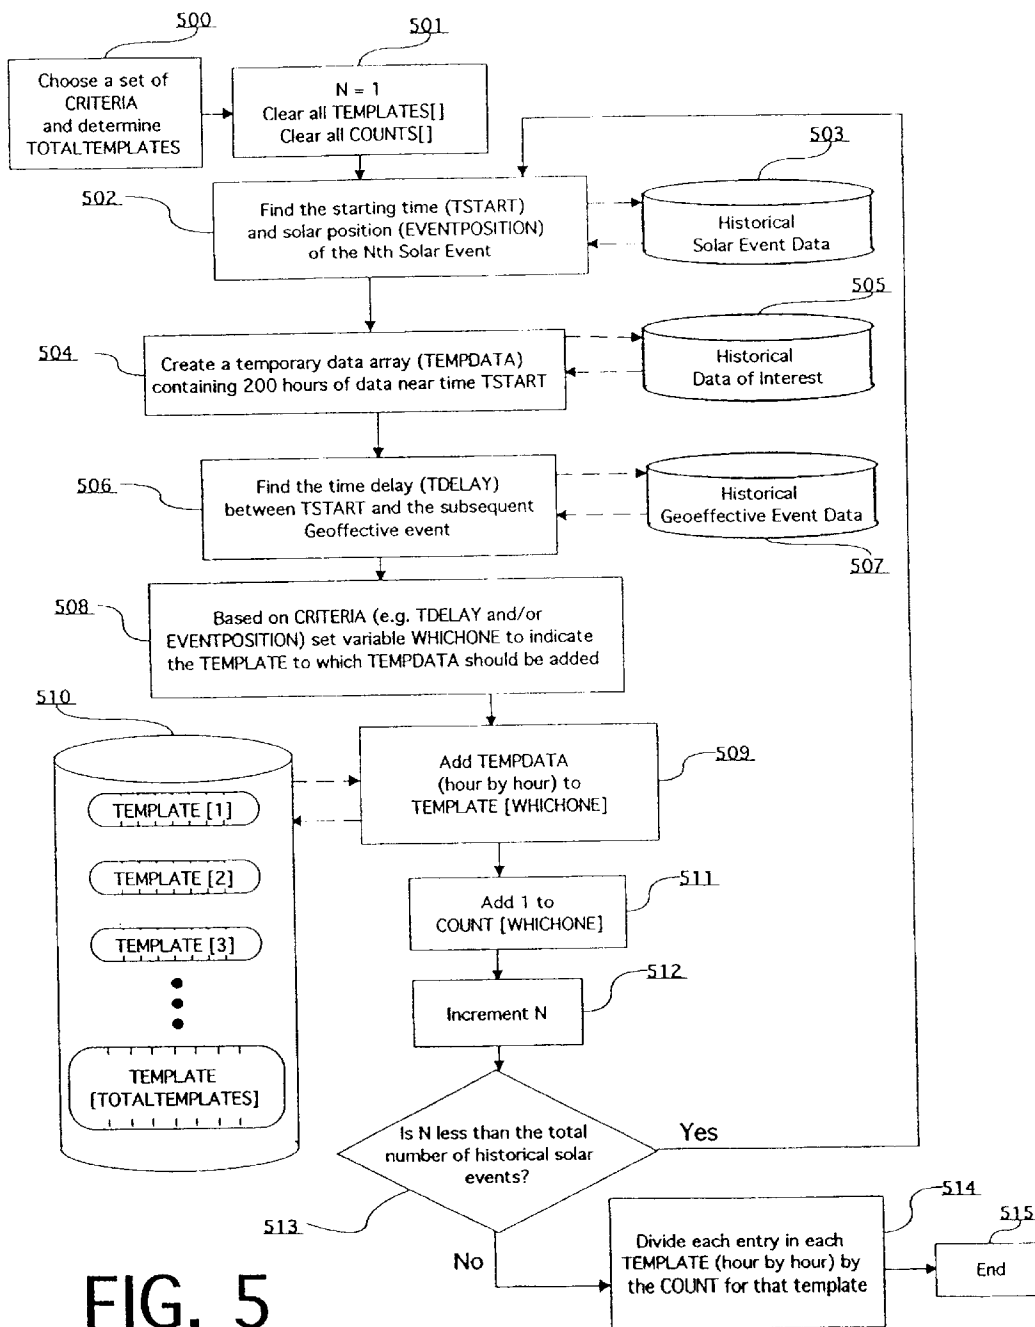 500
Choose a set of
CRITERIA
and determine
TOTALTEMPLATES
501
N = 1
Clear all TEMPLATES[]
Clear all COUNTS[]
502
Find the starting time (TSTART)
and solar position (EVENTPOSITION)
of the Nth Solar Event
503
Historical
Solar Event Data
504
Create a temporary data array (TEMPDATA)
containing 200 hours of data near time TSTART
505
Historical
Data of Interest
506
Find the time delay (TDELAY)
between TSTART and the subsequent
Geoffective event
Historical
Geoeffective Event Data
507
508
Based on CRITERIA (e.g. TDELAY and/or
EVENTPOSITION) set variable WHICHONE to indicate
the TEMPLATE to which TEMPDATA should be added
510
TEMPLATE [1]
TEMPLATE [2]
TEMPLATE [3]
TEMPLATE
[TOTALTEMPLATES]
509
Add TEMPDATA
(hour by hour) to
TEMPLATE [WHICHONE]
511
Add 1 to
COUNT [WHICHONE]
512
Increment N
Is N less than the total
number of historical solar
events?
Yes
513
No
514
Divide each entry in each
TEMPLATE (hour by hour) by
the COUNT for that template
515
End
FIG. 5